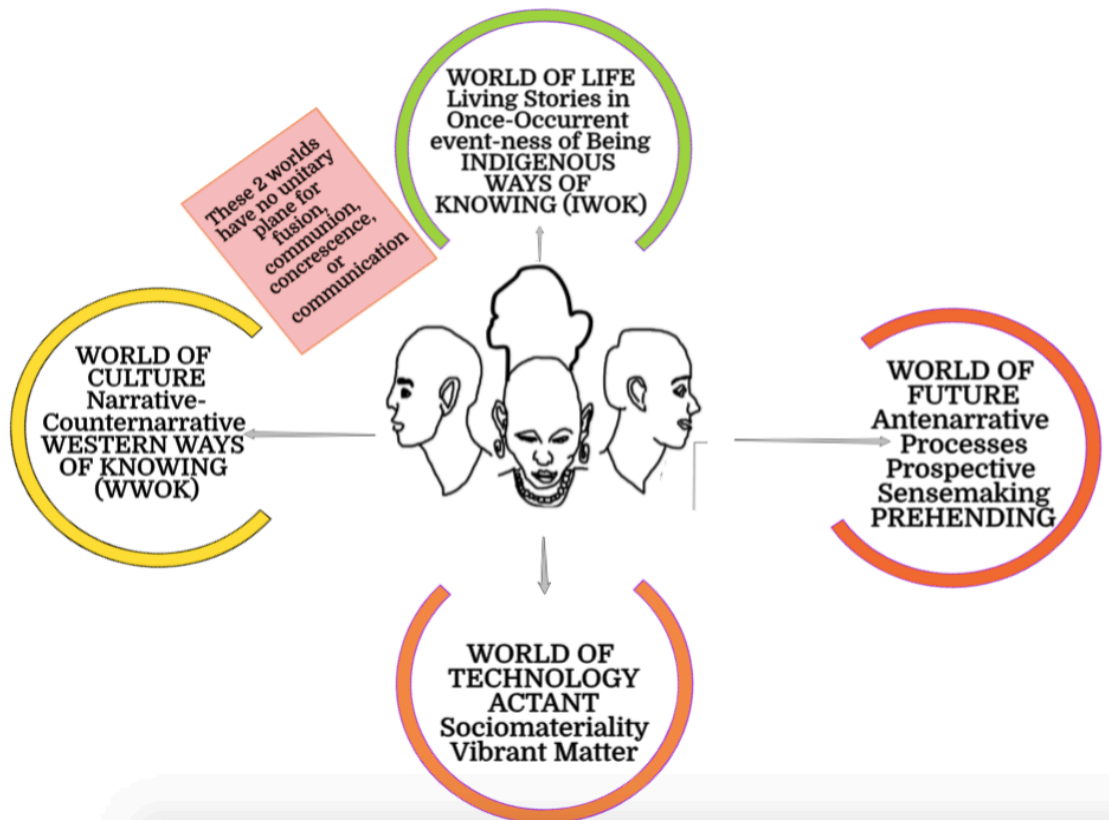 WORLD OF LIFE
Living Stories in
Once-Occurrent
event-ness of Being
INDIGENOUS
WAYS OF
KNOWING (IWOK)
These 2 worlds
have no unitary
plane for
fusion,
communion,
concrescence,
or
communication
WORLD OF
CULTURE
Narrative-
Counternarrative
WESTERN WAYS
OF KNOWING
(WWOK)
WORLD OF
FUTURE
Antenarrative
Processes
Prospective
Sensemaking
PREHENDING
WORLD OF
TECHNOLOGY
ACTANT
Sociomateriality
Vibrant Matter